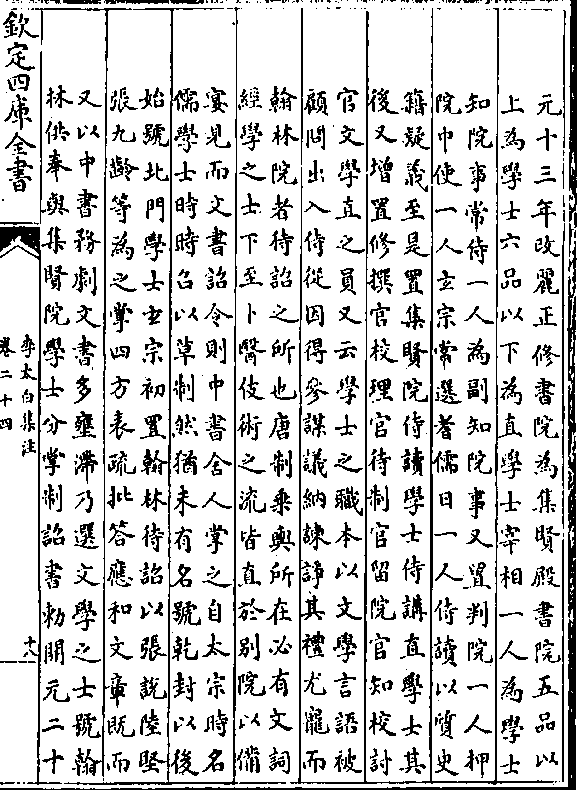 元十三年改麗正修書院為集賢殿書院五品以
上為學士六品以下為直學士宰相一人為學士
知院事常侍一人為副知院事又置判院一人押
院中使一人玄宗常選耆儒日一人侍讀以質史
籍疑義至是置集賢院侍讀學士侍講直學士其
後又增置修撰官校理官待制官留院官知校討
官文學直之員又云學士之職本以文學言語被
顧問出入侍從因得參謀議納諫諍其禮尤寵而
翰林院者待詔之所也唐制乘輿所在必有文詞
經學之士下至卜醫伎術之流皆直於別院以備
宴見而文書詔令則中書舍人掌之自太宗時名
儒學士時時召以草制然猶未有名號乾封以後
始號北門學士玄宗初置翰林待詔以張說陸堅
張九齡等為之掌四方表疏批答應和文章既而
又以中書務劇文書多壅滯乃選文學之士號翰
林供奉與集賢院學士分掌制詔書勅開元二十
欽定四庫全書
李太白集注
卷二十四
十八